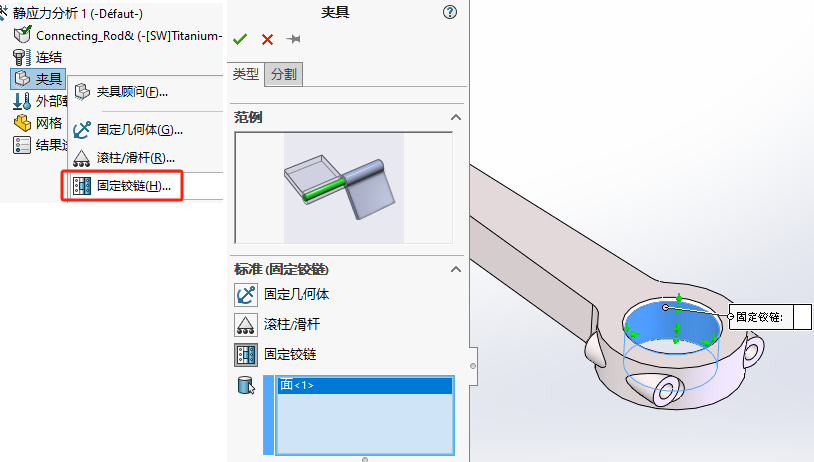 静应力分析 1 (-Défaut-)
Connecting_Rod& (-[SW]Titanium-
连结
夹具
外部
网格
结果
夹具顾问(F)...
固定几何体(G)...
滚柱/滑杆(R)...
固定铰链(H)...
夹具
类型
分割
范例
标准 (固定铰链)
固定几何体
滚柱/滑杆
固定铰链
面<1>
固定铰链: